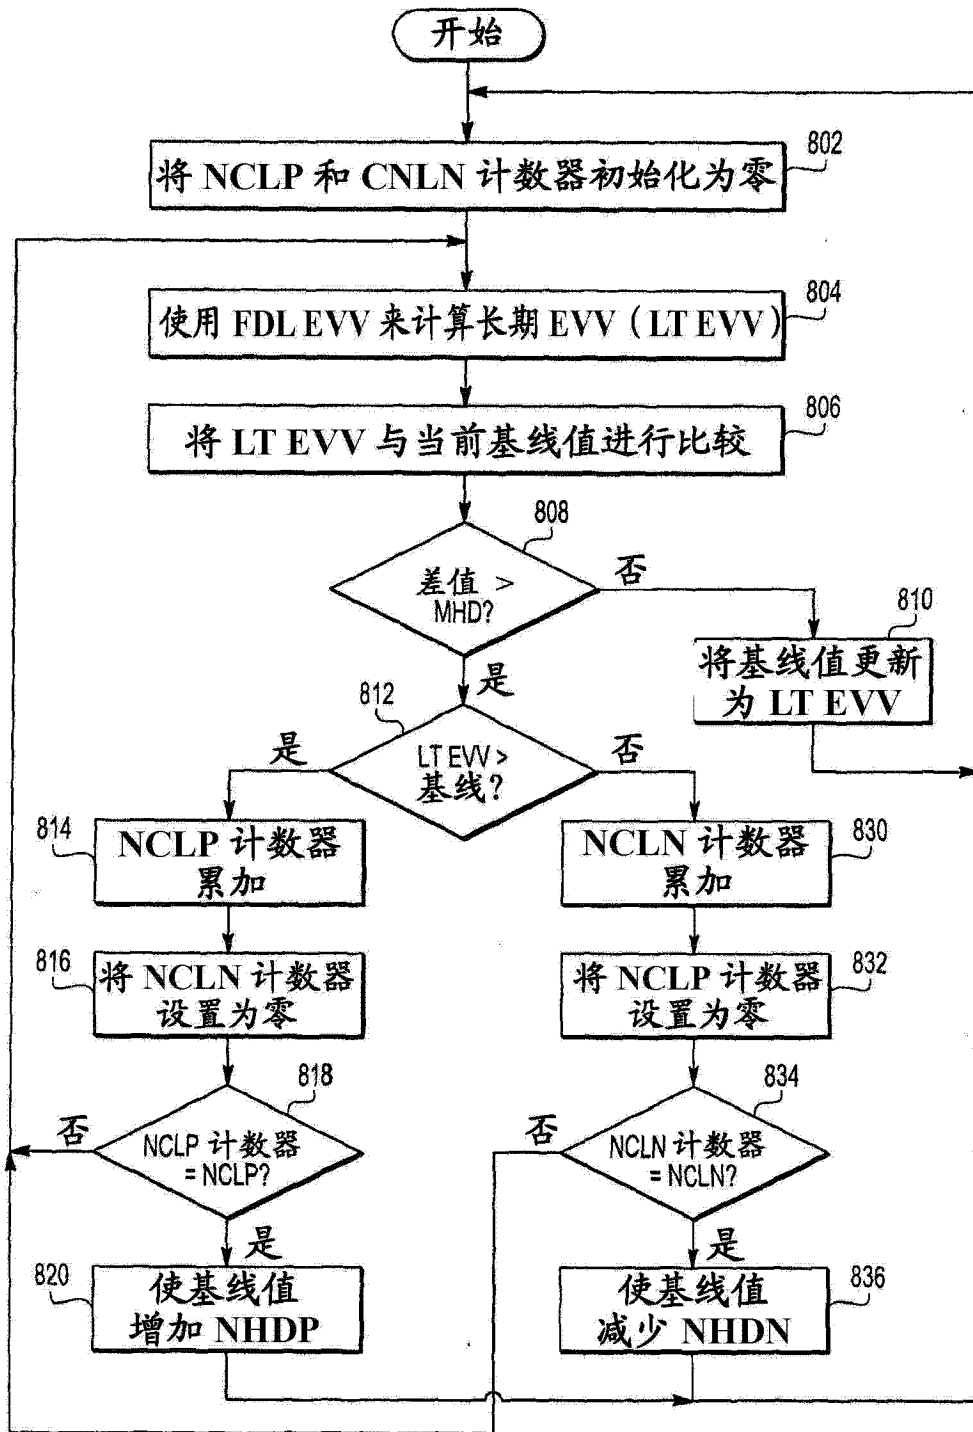 开始
802
将 NCLP 和 CNLN 计数器初始化为零
804
使用 FDL EVV 来计算长期 EVV（LT EVV）
806
将 LT EVV 与当前基线值进行比较
808
差值 >
MHD?
否
810
将基线值更新
为 LT EVV
是
812
LT EVV >
基线?
是
否
814
NCLP 计数器
累加
830
NCLN 计数器
累加
816
将 NCLN 计数器
设置为零
832
将 NCLP 计数器
设置为零
818
NCLP 计数器
= NCLP?
否
834
NCLN 计数器
= NCLN?
否
是
是
820
使基线值
增加 NHDP
836
使基线值
减少 NHDN